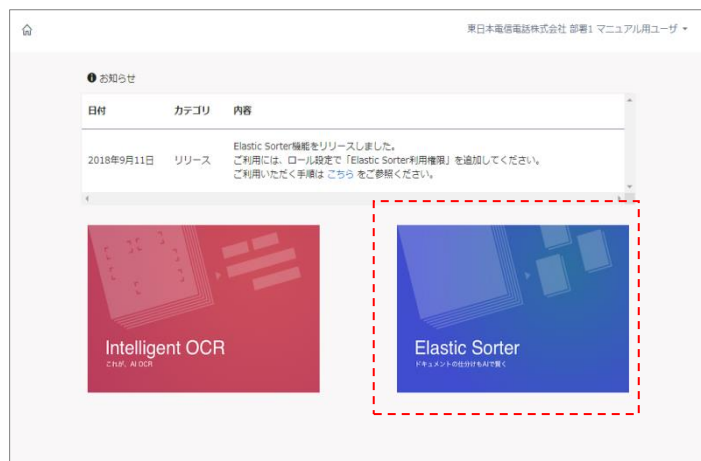 東日本電信電話株式会社 部署1 マニュアル用ユーザ
お知らせ
日付 カテゴリ 内容
2018年9月11日 リリース Elastic Sorter機能をリリースしました。
ご利用には、ロール設定で「Elastic Sorter利用権限」を追加してください。
ご利用いただく手順は こちら をご参照ください。
Intelligent OCR
これが、AI OCR
Elastic Sorter
ドキュメントの仕分けもAIで賢く